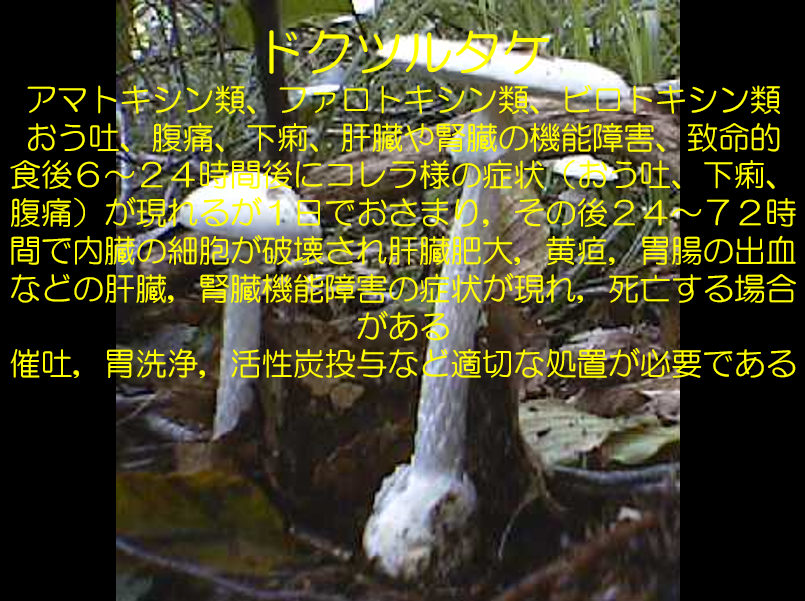 ドクツルタケ
アマトキシン類、ファロトキシン類、ビロトキシン類
おう吐、腹痛、下痢、肝臓や腎臓の機能障害、致命的
食後６～２４時間後にコレラ様の症状（おう吐、下痢、
腹痛）が現れるが１日でおさまり，その後２４～７２時
間で内臓の細胞が破壊され肝臓肥大，黄疸，胃腸の出血
などの肝臓，腎臓機能障害の症状が現れ，死亡する場合
がある
催吐，胃洗浄，活性炭投与など適切な処置が必要である